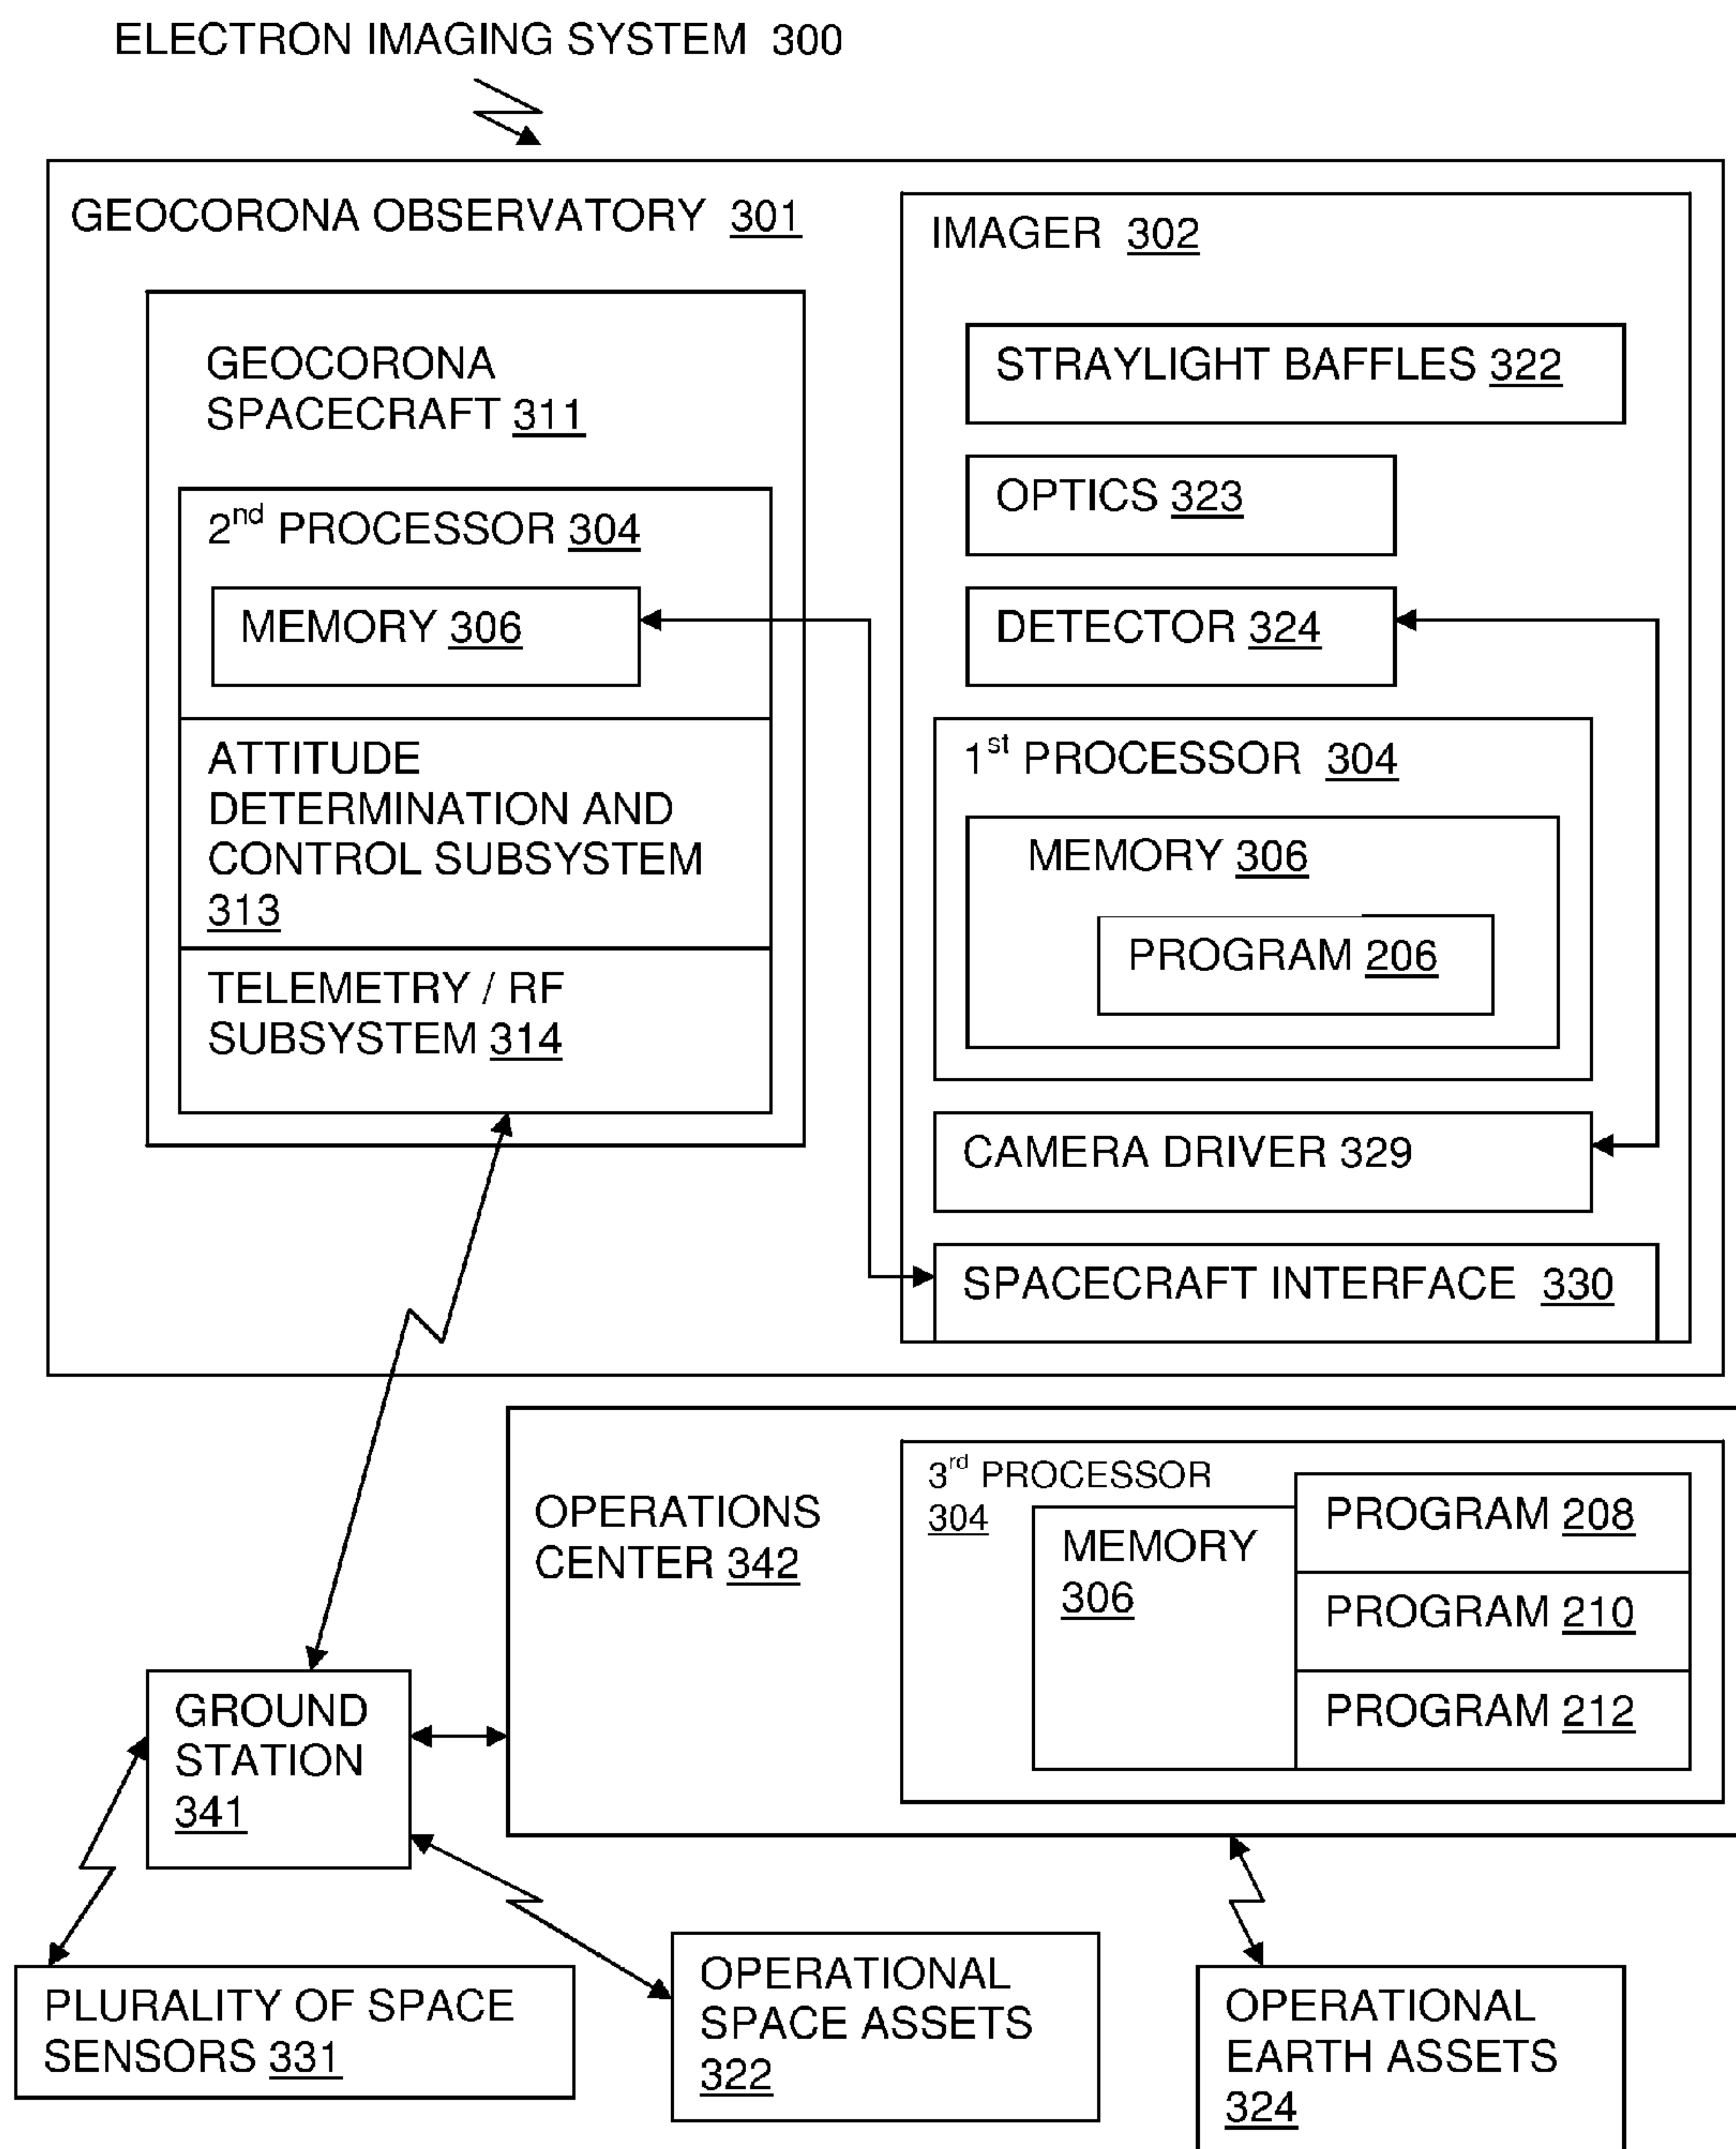 ELECTRON IMAGING SYSTEM 300
GEOCORONA OBSERVATORY 301
GEOCORONA
SPACECRAFT 311
2nd PROCESSOR 304
MEMORY 306
ATTITUDE
DETERMINATION AND
CONTROL SUBSYSTEM
313
TELEMETRY / RF
SUBSYSTEM 314
IMAGER 302
STRAYLIGHT BAFFLES 322
OPTICS 323
DETECTOR 324
1st PROCESSOR 304
MEMORY 306
PROGRAM 206
CAMERA DRIVER 329
SPACECRAFT INTERFACE 330
OPERATIONS
CENTER 342
3rd PROCESSOR
304
MEMORY
306
PROGRAM 208
PROGRAM 210
PROGRAM 212
GROUND
STATION
341
PLURALITY OF SPACE
SENSORS 331
OPERATIONAL
SPACE ASSETS
322
OPERATIONAL
EARTH ASSETS
324